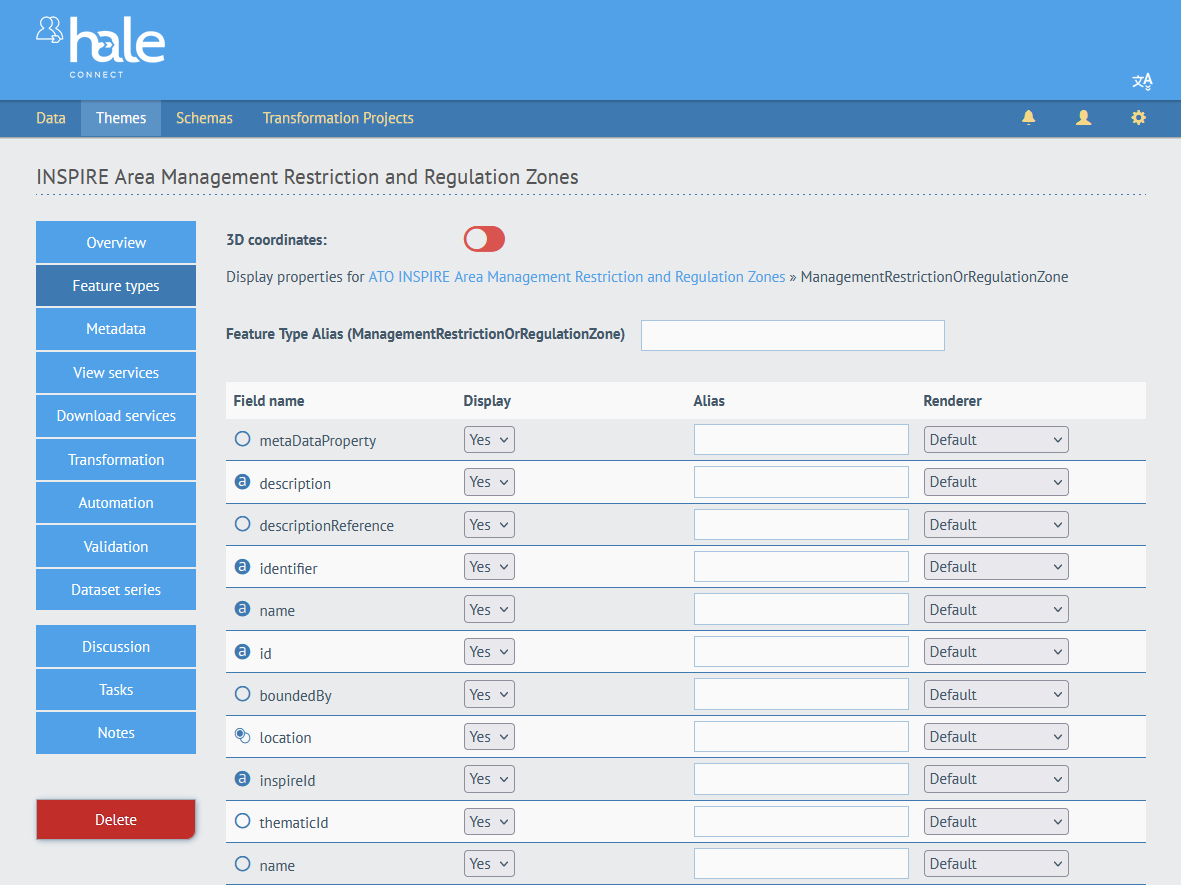 hale
CONNECT
Data Themes Schemas Transformation Projects
INSPIRE Area Management Restriction and Regulation Zones
Overview
Feature types
Metadata
View services
Download services
Transformation
Automation
Validation
Dataset series
Discussion
Tasks
Notes
Delete
3D coordinates:
Display properties for ATO INSPIRE Area Management Restriction and Regulation Zones » ManagementRestrictionOrRegulationZone
Feature Type Alias (ManagementRestrictionOrRegulationZone)
Field name Display Alias Renderer
metaDataProperty Yes Default
a description Yes Default
descriptionReference Yes Default
a identifier Yes Default
a name Yes Default
a id Yes Default
boundedBy Yes Default
location Yes Default
a inspireId Yes Default
thematicId Yes Default
name Yes Default